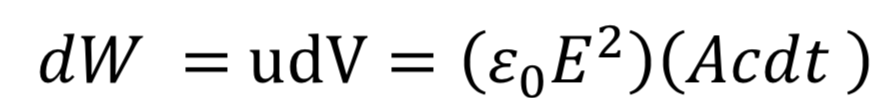 dW = udV = (ε₀E²)(Acdt )